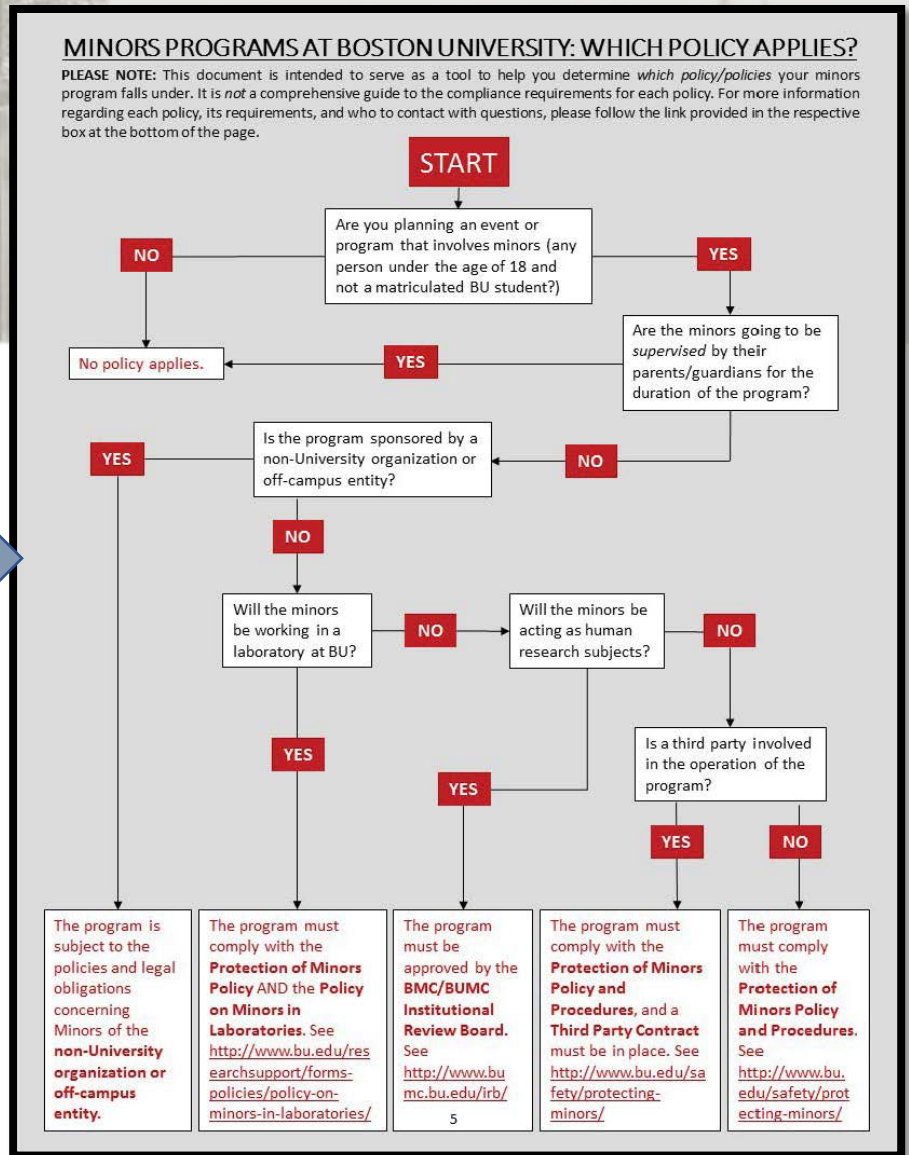 MINORS PROGRAMS AT BOSTON UNIVERSITY: WHICH POLICY APPLIES?
PLEASE NOTE: This document is intended to serve as a tool to help you determine which policy/policies your minors
program falls under. It is not a comprehensive guide to the compliance requirements for each policy. For more information
regarding each policy, its requirements, and who to contact with questions, please follow the link provided in the respective
box at the bottom of the page.
START
Are you planning an event or
program that involves minors (any
person under the age of 18 and
not a matriculated BU student?)
NO
YES
Are the minors going to be
supervised by their
parents/guardians for the
duration of the program?
No policy applies.
YES
Is the program sponsored by a
non-University organization or
off-campus entity?
YES
NO
NO
Will the minors
be working in a
laboratory at BU?
NO
Will the minors be
acting as human
research subjects?
NO
YES
YES
Is a third party involved
in the operation of the
program?
YES
NO
The program is
subject to the
policies and legal
obligations
concerning
Minors of the
non-University
organization or
off-campus
entity.
The program must
comply with the
Protection of Minors
Policy AND the Policy
on Minors in
Laboratories. See
http://www.bu.edu/res
earchsupport/forms-
policies/policy-on-
minors-in-laboratories/
The program
must be
approved by the
BMC/BUMC
Institutional
Review Board.
See
http://www.bu
mc.bu.edu/irb/
The program must
comply with the
Protection of Minors
Policy and
Procedures, and a
Third Party Contract
must be in place. See
http://www.bu.edu/sa
fety/protecting-
minors/
The program
must comply
with the
Protection of
Minors Policy
and Procedures.
See
http://www.bu.
edu/safety/prot
ecting-minors/
5